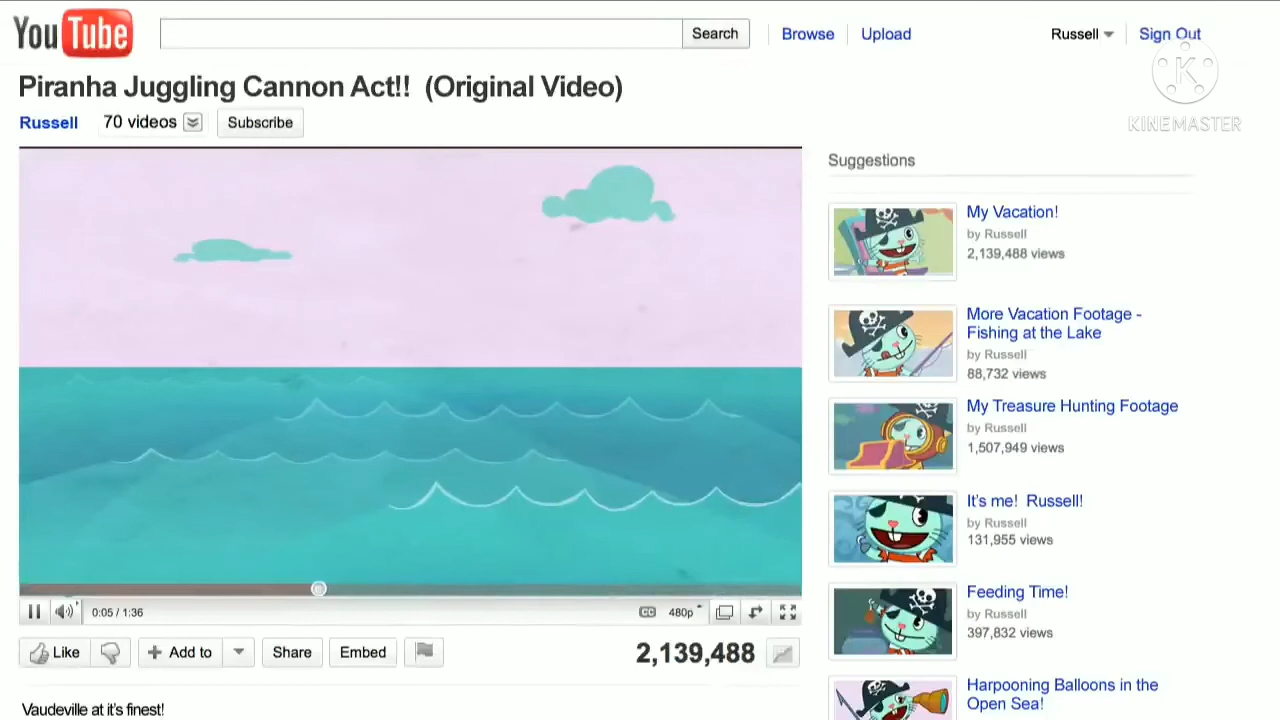 YouTube
Search
Browse
Upload
Russell
Sign Out
KINEMASTER
Piranha Juggling Cannon Act!! (Original Video)
Russell 70 videos Subscribe
Suggestions
My Vacation!
by Russell
2,139,488 views
More Vacation Footage -
Fishing at the Lake
by Russell
88,732 views
My Treasure Hunting Footage
by Russell
1,507,949 views
It's me! Russell!
by Russell
131,955 views
Feeding Time!
by Russell
397,832 views
Harpooning Balloons in the
Open Sea!
0:05 / 1:36
CC 480p
Like
Add to
Share
Embed
2,139,488
Vaudeville at it's finest!